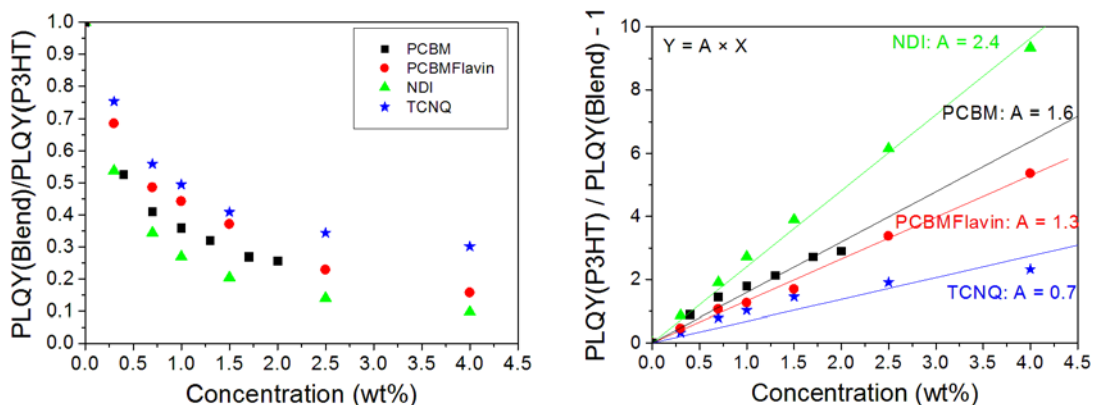 PLQY(Blend)/PLQY(P3HT)
1.0
0.9
0.8
0.7
0.6
0.5
0.4
0.3
0.2
0.1
0.0
PCBM
PCBMFlavin
NDI
TCNQ
0.0 0.5 1.0 1.5 2.0 2.5 3.0 3.5 4.0 4.5
Concentration (wt%)
PLQY(P3HT) / PLQY(Blend) - 1
10
8
6
4
2
0
Y = A × X
NDI: A = 2.4
PCBM: A = 1.6
PCBMFlavin: A = 1.3
TCNQ: A = 0.7
0.0 0.5 1.0 1.5 2.0 2.5 3.0 3.5 4.0 4.5
Concentration (wt%)